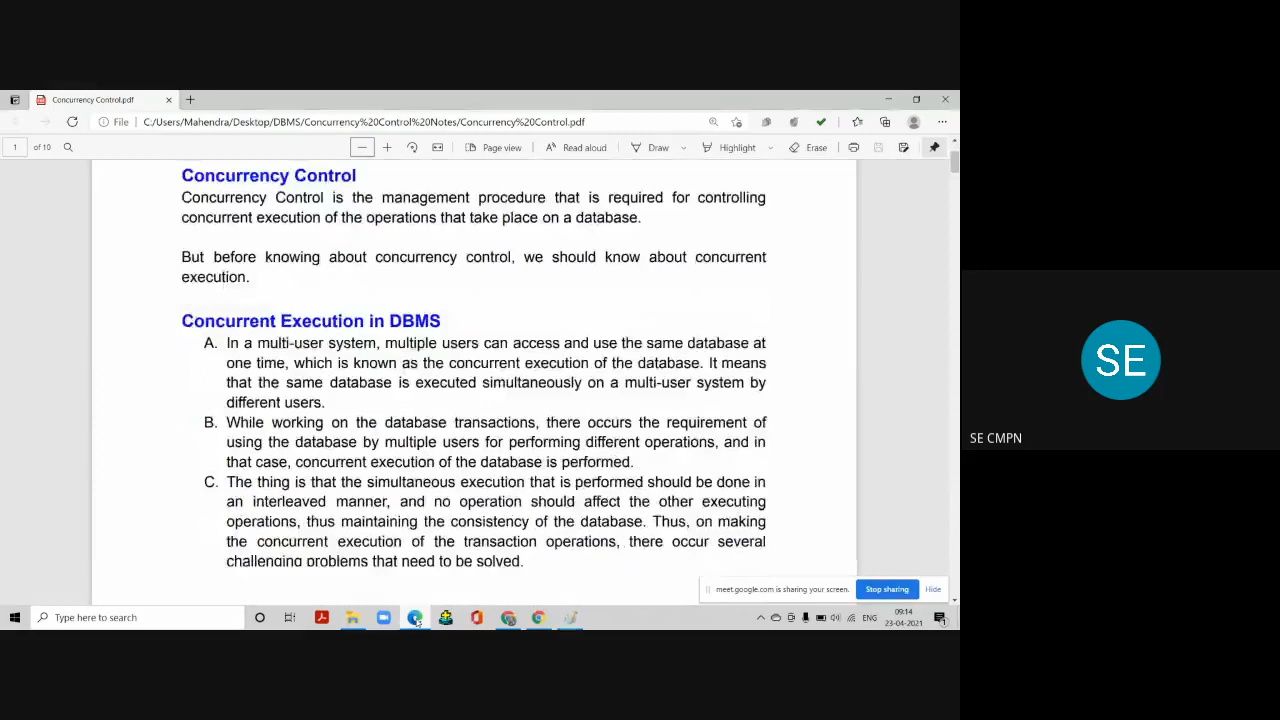 Concurrency Control.pdf
File C:/Users/Mahendra/Desktop/DBMS/Concurrency%20Control%20Notes/Concurrency%20Control.pdf
1 of 10 Page view Read aloud Draw Highlight Erase
Concurrency Control
Concurrency Control is the management procedure that is required for controlling
concurrent execution of the operations that take place on a database.
But before knowing about concurrency control, we should know about concurrent
execution.
Concurrent Execution in DBMS
A. In a multi-user system, multiple users can access and use the same database at
one time, which is known as the concurrent execution of the database. It means
that the same database is executed simultaneously on a multi-user system by
different users.
B. While working on the database transactions, there occurs the requirement of
using the database by multiple users for performing different operations, and in
that case, concurrent execution of the database is performed.
C. The thing is that the simultaneous execution that is performed should be done in
an interleaved manner, and no operation should affect the other executing
operations, thus maintaining the consistency of the database. Thus, on making
the concurrent execution of the transaction operations, there occur several
challenging problems that need to be solved.
meet.google.com is sharing your screen. Stop sharing Hide
Type here to search
ENG
09:14
23-04-2021
SE
SE CMPN